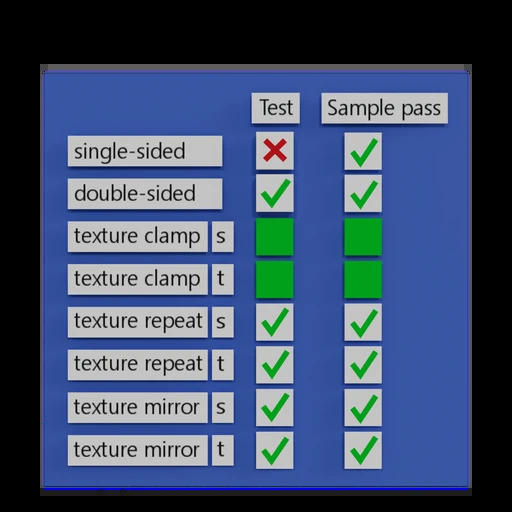 Test Sample pass
single-sided
double-sided
texture clamp s
texture clamp t
texture repeat s
texture repeat t
texture mirror s
texture mirror t